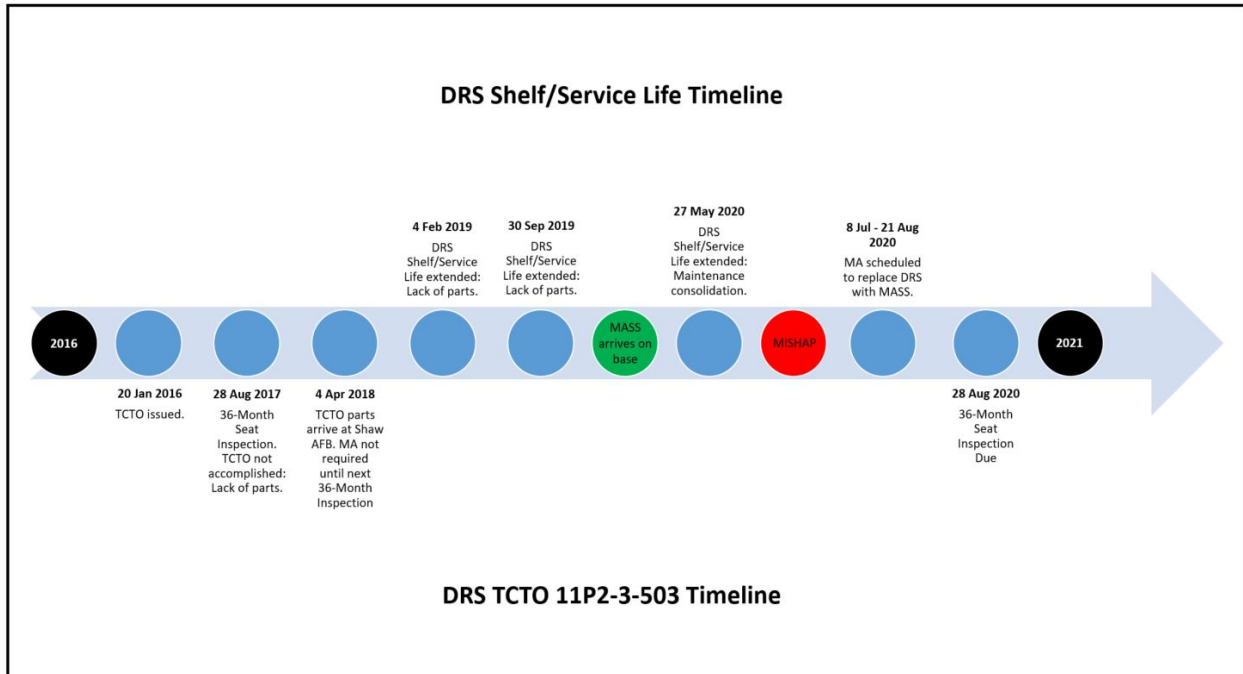 DRS Shelf/Service Life Timeline
4 Feb 2019
DRS
Shelf/Service
Life extended:
Lack of parts.
30 Sep 2019
DRS
Shelf/Service
Life extended:
Lack of parts.
27 May 2020
DRS
Shelf/Service
Life extended:
Maintenance
consolidation.
8 Jul - 21 Aug
2020
MA scheduled
to replace DRS
with MASS.
2016
MASS
arrives on
base
MISHAP
2021
20 Jan 2016
TCTO issued.
28 Aug 2017
36-Month
Seat
Inspection.
TCTO not
accomplished:
Lack of parts.
4 Apr 2018
TCTO parts
arrive at Shaw
AFB. MA not
required
until next
36-Month
Inspection
28 Aug 2020
36-Month
Seat
Inspection
Due
DRS TCTO 11P2-3-503 Timeline